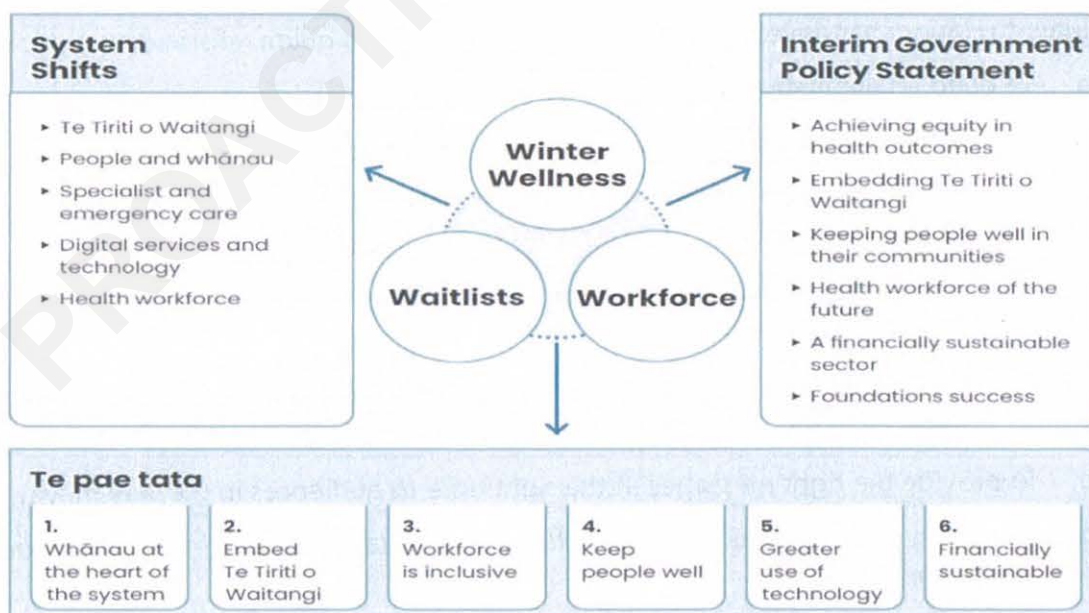 System
Shifts
▸ Te Tiriti o Waitangi
▸ People and whānau
▸ Specialist and
emergency care
▸ Digital services and
technology
▸ Health workforce
Winter
Wellness
Waitlists
Workforce
Interim Government
Policy Statement
▸ Achieving equity in
health outcomes
▸ Embedding Te Tiriti o
Waitangi
▸ Keeping people well in
their communities
▸ Health workforce of the
future
▸ A financially sustainable
sector
▸ Foundations success
Te pae tata
1.
Whānau at
the heart of
the system
2.
Embed
Te Tiriti o
Waitangi
3.
Workforce
is inclusive
4.
Keep
people well
5.
Greater
use of
technology
6.
Financially
sustainable
PROACTI